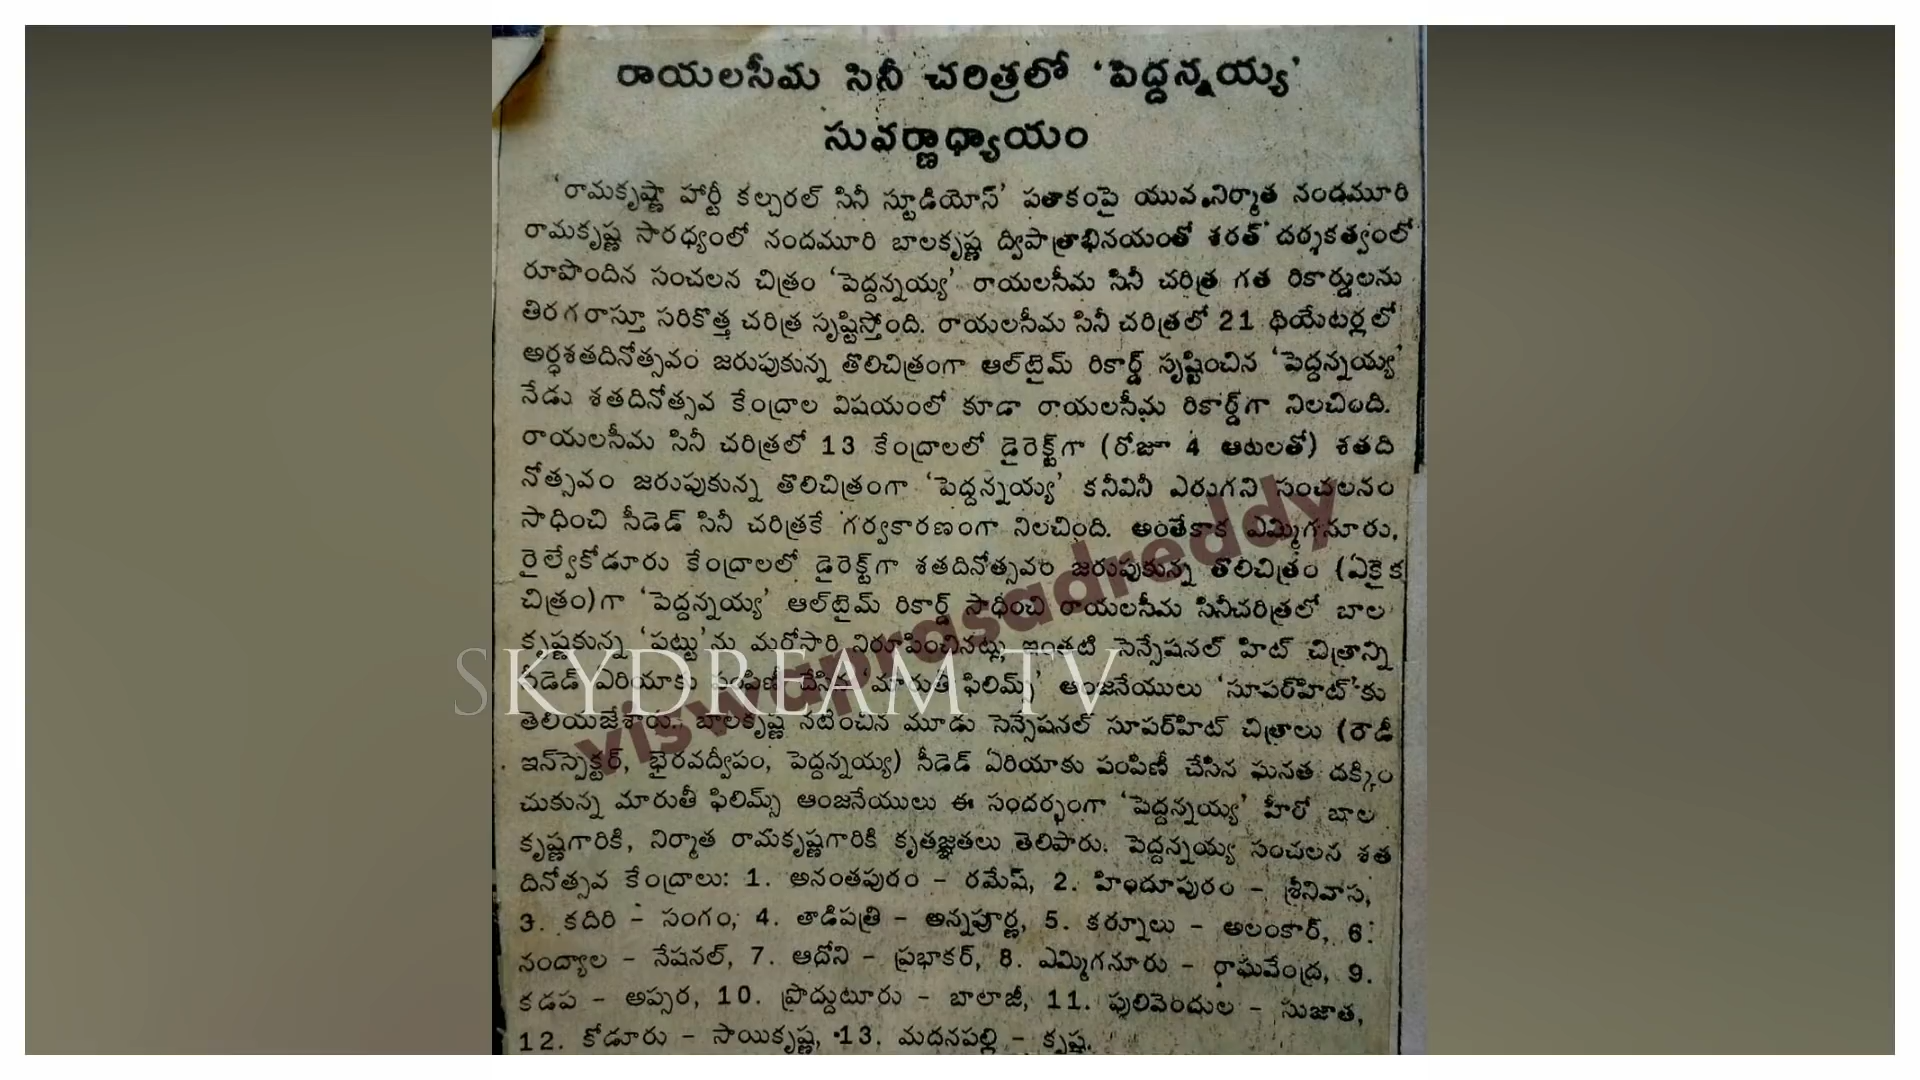 రాయలసీమ సినీ చరిత్రలో ‘పెద్దన్నయ్య’
సువర్ణాధ్యాయం
‘రామకృష్ణా హార్టీ కల్చరల్ సినీ స్టూడియోస్’ పతాకంపై యువ నిర్మాత నందమూరి
రామకృష్ణ సారధ్యంలో నందమూరి బాలకృష్ణ ద్విపాత్రాభినయంతో శరత్ దర్శకత్వంలో
రూపొందిన సంచలన చిత్రం ‘పెద్దన్నయ్య’ రాయలసీమ సినీ చరిత్ర గత రికార్డులను
తిరగరాస్తూ సరికొత్త చరిత్ర సృష్టిస్తోంది. రాయలసీమ సినీ చరిత్రలో 21 థియేటర్లలో
అర్ధశతదినోత్సవం జరుపుకున్న తొలిచిత్రంగా ఆల్‌టైమ్ రికార్డ్ సృష్టించిన ‘పెద్దన్నయ్య’
నేడు శతదినోత్సవ కేంద్రాల విషయంలో కూడా రాయలసీమ రికార్డ్‌గా నిలచింది.
రాయలసీమ సినీ చరిత్రలో 13 కేంద్రాలలో డైరెక్ట్‌గా (రోజూ 4 ఆటలతో) శతది
నోత్సవం జరుపుకున్న తొలిచిత్రంగా ‘పెద్దన్నయ్య’ కనీవినీ ఎరుగని సంచలనం
సాధించి సీడెడ్ సినీ చరిత్రకే గర్వకారణంగా నిలచింది. అంతేకాక ఎమ్మిగనూరు,
రైల్వేకోడూరు కేంద్రాలలో డైరెక్ట్‌గా శతదినోత్సవం జరుపుకున్న తొలిచిత్రం (ఏకైక
చిత్రం)గా ‘పెద్దన్నయ్య’ ఆల్‌టైమ్ రికార్డ్ సాధించి రాయలసీమ సినీచరిత్రలో బాల
కృష్ణకున్న ‘పట్టు’ను మరోసారి నిరూపించినట్లు, ఇంతటి సెన్సేషనల్ హిట్ చిత్రాన్ని
సీడెడ్ ఏరియాకు పంపిణీ చేసిన ‘మారుతీ ఫిలిమ్స్’ ఆంజనేయులు ‘సూపర్‌హిట్’కు
తెలియజేశారు. బాలకృష్ణ నటించిన మూడు సెన్సేషనల్ సూపర్‌హిట్ చిత్రాలు (రౌడీ
ఇన్‌స్పెక్టర్, భైరవద్వీపం, పెద్దన్నయ్య) సీడెడ్ ఏరియాకు పంపిణీ చేసిన ఘనత దక్కిం
చుకున్న మారుతీ ఫిలిమ్స్ ఆంజనేయులు ఈ సందర్భంగా ‘పెద్దన్నయ్య’ హీరో బాల
కృష్ణగారికి, నిర్మాత రామకృష్ణగారికి కృతజ్ఞతలు తెలిపారు. పెద్దన్నయ్య సంచలన శత
దినోత్సవ కేంద్రాలు: 1. అనంతపురం – రమేష్, 2. హిందూపురం – శ్రీనివాస,
3. కదిరి – సంగం, 4. తాడిపత్రి – అన్నపూర్ణ, 5. కర్నూలు – అలంకార్, 6.
నంద్యాల – నేషనల్, 7. ఆదోని – ప్రభాకర్, 8. ఎమ్మిగనూరు – రాఘవేంద్ర, 9.
కడప – అప్సర, 10. ప్రొద్దుటూరు – బాలాజీ, 11. పులివెందుల – సుజాత,
12. కోడూరు – సాయికృష్ణ, 13. మదనపల్లి – కృష్ణ.
SKYDREAM TV
viswaprasadreddy